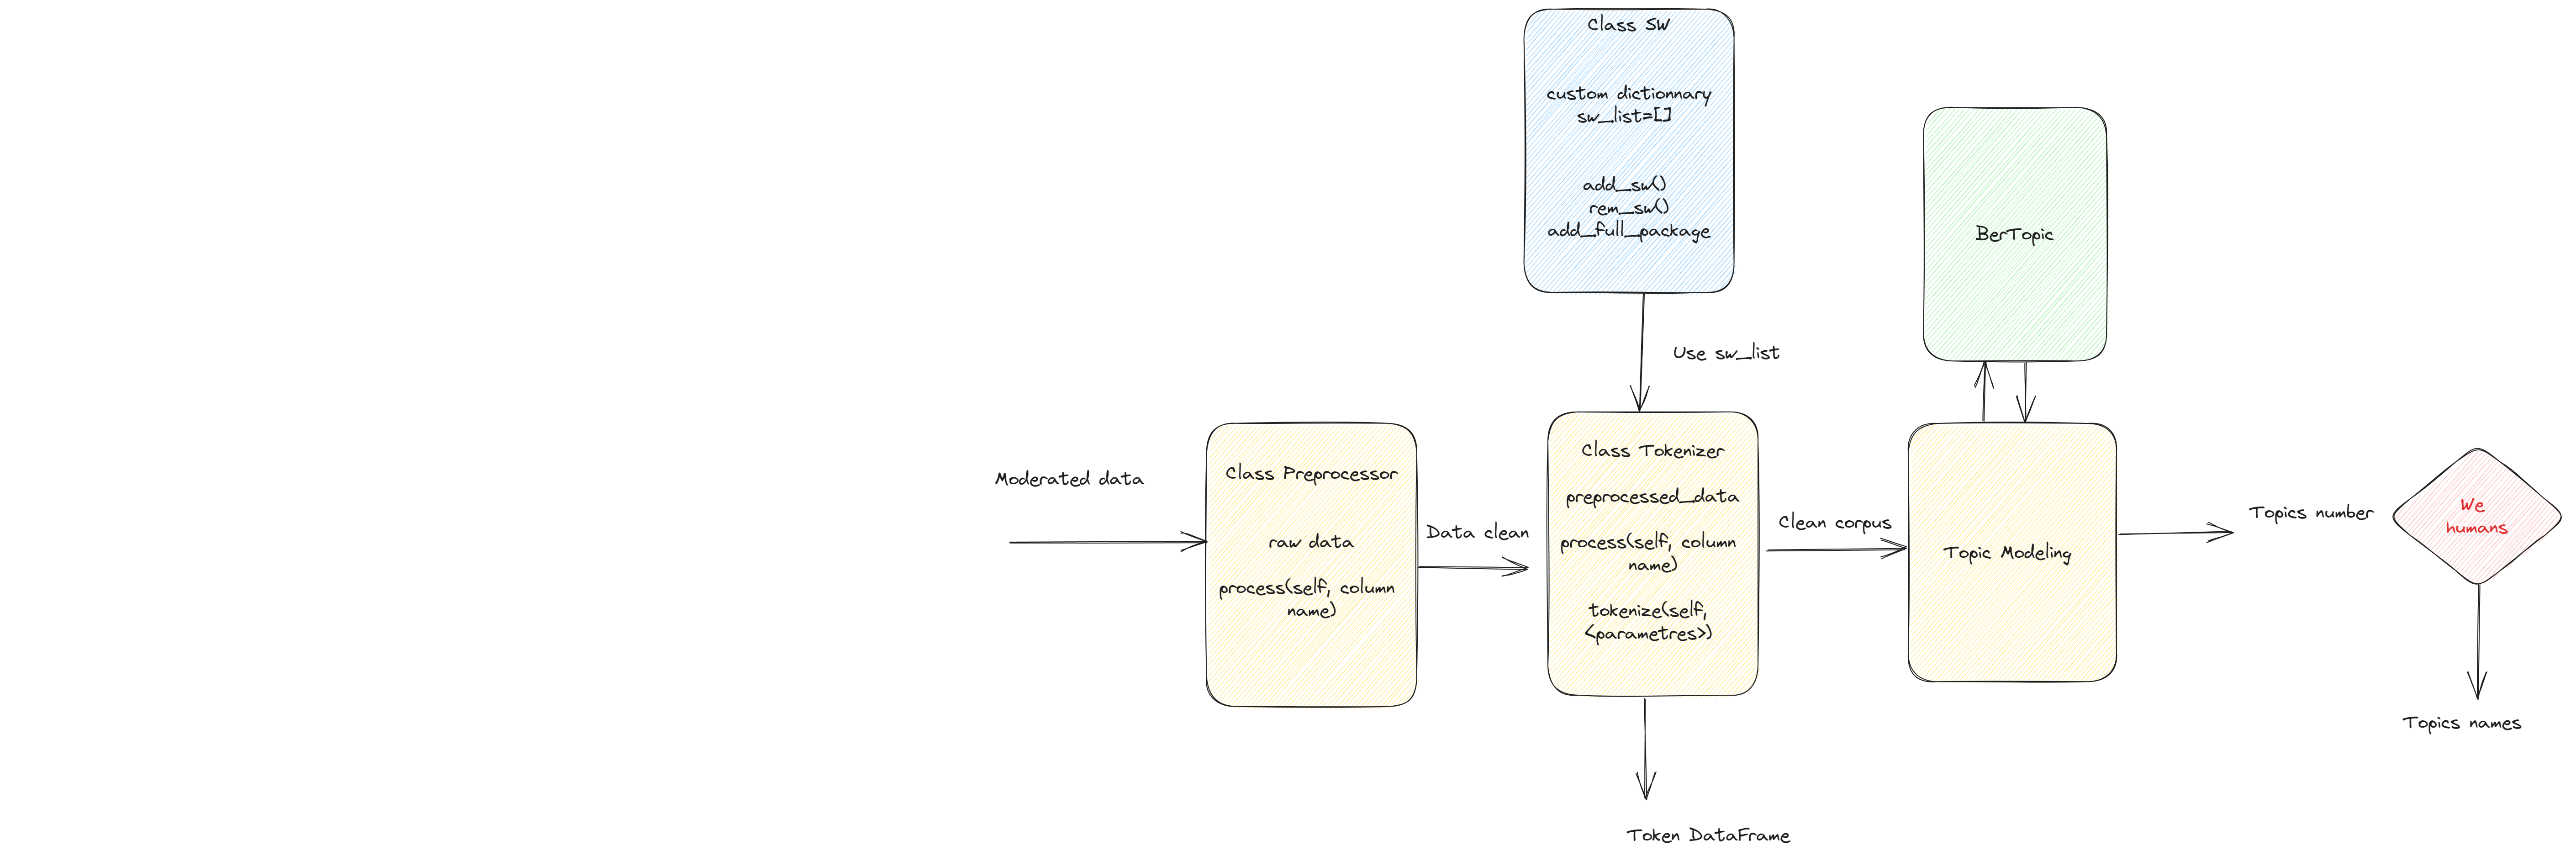 Class SW
custom dictionnary
sw_list=[]
add_sw()
rem_sw()
add_full_package
Use sw_list
BerTopic
Moderated data
Class Preprocessor
raw data
process(self, column
name)
Data clean
Class Tokenizer
preprocessed_data
process(self, column
name)
tokenize(self,
<parametres>)
Clean corpus
Topic Modeling
Topics number
We
humans
Topics names
Token DataFrame